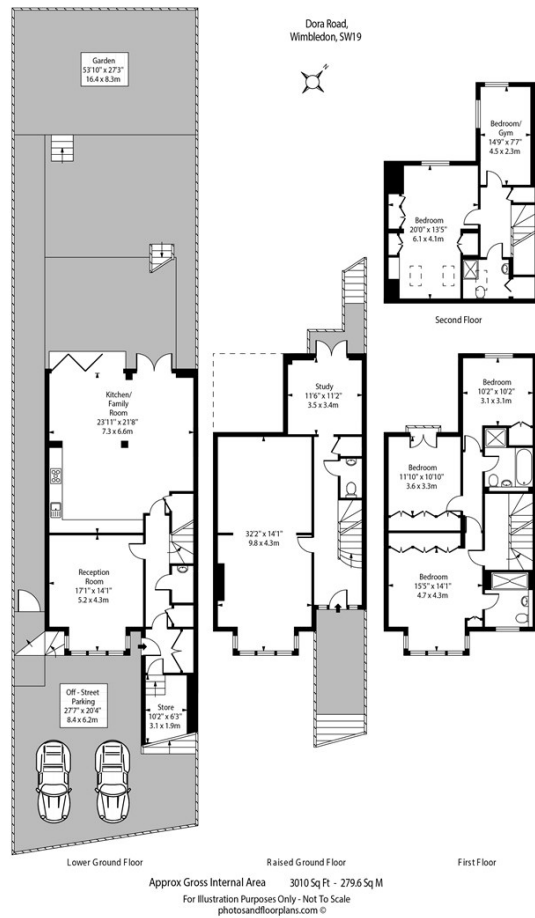 Dora Road,
Wimbledon, SW19
N
Garden
53'10" x 27'3"
16.4 x 8.3m
Kitchen/
Family
Room
23'11" x 21'8"
7.3 x 6.6m
Reception
Room
17'1" x 14'1"
5.2 x 4.3m
Off - Street
Parking
27'7" x 20'4"
8.4 x 6.2m
Store
10'2" x 6'3"
3.1 x 1.9m
Lower Ground Floor
Study
11'6" x 11'2"
3.5 x 3.4m
32'2" x 14'1"
9.8 x 4.3m
Raised Ground Floor
Bedroom/
Gym
14'9" x 7'7"
4.5 x 2.3m
Bedroom
20'0" x 13'5"
6.1 x 4.1m
Second Floor
Bedroom
10'2" x 10'2"
3.1 x 3.1m
Bedroom
11'10" x 10'10"
3.6 x 3.3m
Bedroom
15'5" x 14'1"
4.7 x 4.3m
First Floor
Approx Gross Internal Area 3010 Sq Ft - 279.6 Sq M
For Illustration Purposes Only - Not To Scale
photosandfloorplans.com ©